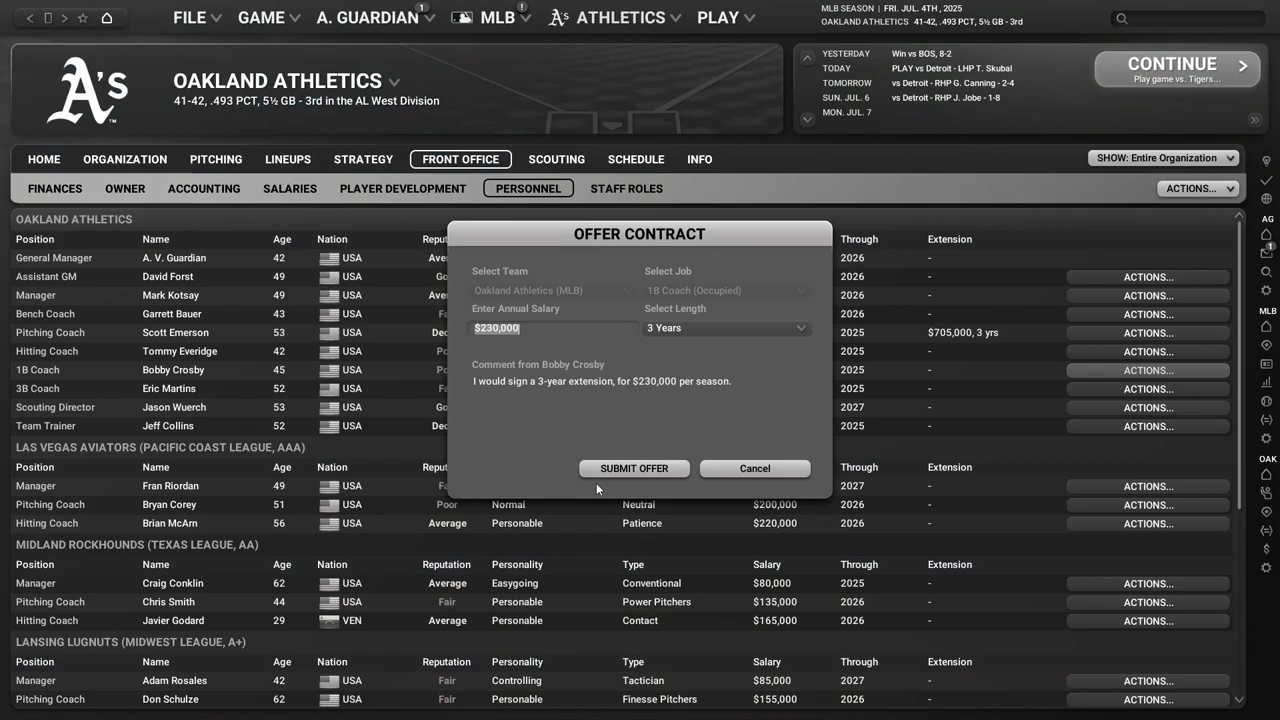 FILE GAME A. GUARDIAN 1 MLB ! A's ATHLETICS PLAY
MLB SEASON | FRI. JUL. 4TH , 2025
OAKLAND ATHLETICS 41-42, .493 PCT, 5½ GB - 3rd
A's
TM
OAKLAND ATHLETICS
41-42, .493 PCT, 5½ GB - 3rd in the AL West Division
YESTERDAY Win vs BOS, 8-2
TODAY PLAY vs Detroit - LHP T. Skubal
TOMORROW vs Detroit - RHP G. Canning - 2-4
SUN. JUL. 6 vs Detroit - RHP J. Jobe - 1-8
MON. JUL. 7
CONTINUE
Play game vs. Tigers...
HOME ORGANIZATION PITCHING LINEUPS STRATEGY FRONT OFFICE SCOUTING SCHEDULE INFO
SHOW: Entire Organization
FINANCES OWNER ACCOUNTING SALARIES PLAYER DEVELOPMENT PERSONNEL STAFF ROLES
ACTIONS...
OAKLAND ATHLETICS
Position Name Age Nation Through Extension
General Manager A. V. Guardian 42 USA 2026 -
Assistant GM David Forst 49 USA 2026 - ACTIONS...
Manager Mark Kotsay 49 USA 2026 - ACTIONS...
Bench Coach Garrett Bauer 43 USA 2026 - ACTIONS...
Pitching Coach Scott Emerson 53 USA 2025 $705,000, 3 yrs ACTIONS...
Hitting Coach Tommy Everidge 42 USA 2025 - ACTIONS...
1B Coach Bobby Crosby 45 USA 2025 - ACTIONS...
3B Coach Eric Martins 52 USA 2025 - ACTIONS...
Scouting Director Jason Wuerch 53 USA 2027 - ACTIONS...
Team Trainer Jeff Collins 52 USA 2025 - ACTIONS...
OFFER CONTRACT
Select Team Select Job
Oakland Athletics (MLB) 1B Coach (Occupied)
Enter Annual Salary Select Length
$230,000 3 Years
Comment from Bobby Crosby
I would sign a 3-year extension, for $230,000 per season.
SUBMIT OFFER Cancel
LAS VEGAS AVIATORS (PACIFIC COAST LEAGUE, AAA)
Position Name Age Nation Through Extension
Manager Fran Riordan 49 USA 2027 - ACTIONS...
Pitching Coach Bryan Corey 51 USA Poor Normal Neutral $200,000 2026 - ACTIONS...
Hitting Coach Brian McArn 56 USA Average Personable Patience $220,000 2026 - ACTIONS...
MIDLAND ROCKHOUNDS (TEXAS LEAGUE, AA)
Position Name Age Nation Reputation Personality Type Salary Through Extension
Manager Craig Conklin 62 USA Average Easygoing Conventional $80,000 2025 - ACTIONS...
Pitching Coach Chris Smith 44 USA Fair Personable Power Pitchers $135,000 2026 - ACTIONS...
Hitting Coach Javier Godard 29 VEN Average Personable Contact $165,000 2026 - ACTIONS...
LANSING LUGNUTS (MIDWEST LEAGUE, A+)
Position Name Age Nation Reputation Personality Type Salary Through Extension
Manager Adam Rosales 42 USA Fair Controlling Tactician $85,000 2027 - ACTIONS...
Pitching Coach Don Schulze 62 USA Fair Personable Finesse Pitchers $155,000 2026 - ACTIONS...
AG
1
MLB
OAK